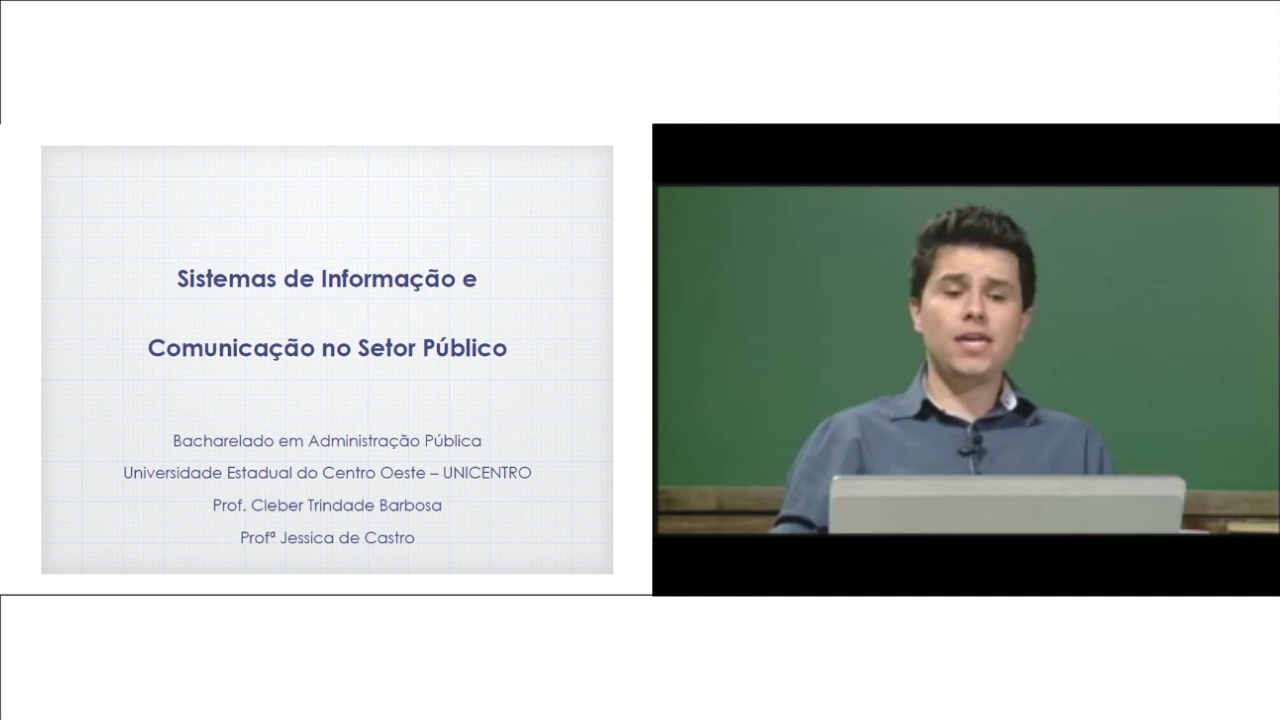 Sistemas de Informação e
Comunicação no Setor Público
Bacharelado em Administração Pública
Universidade Estadual do Centro Oeste – UNICENTRO
Prof. Cleber Trindade Barbosa
Profª Jessica de Castro